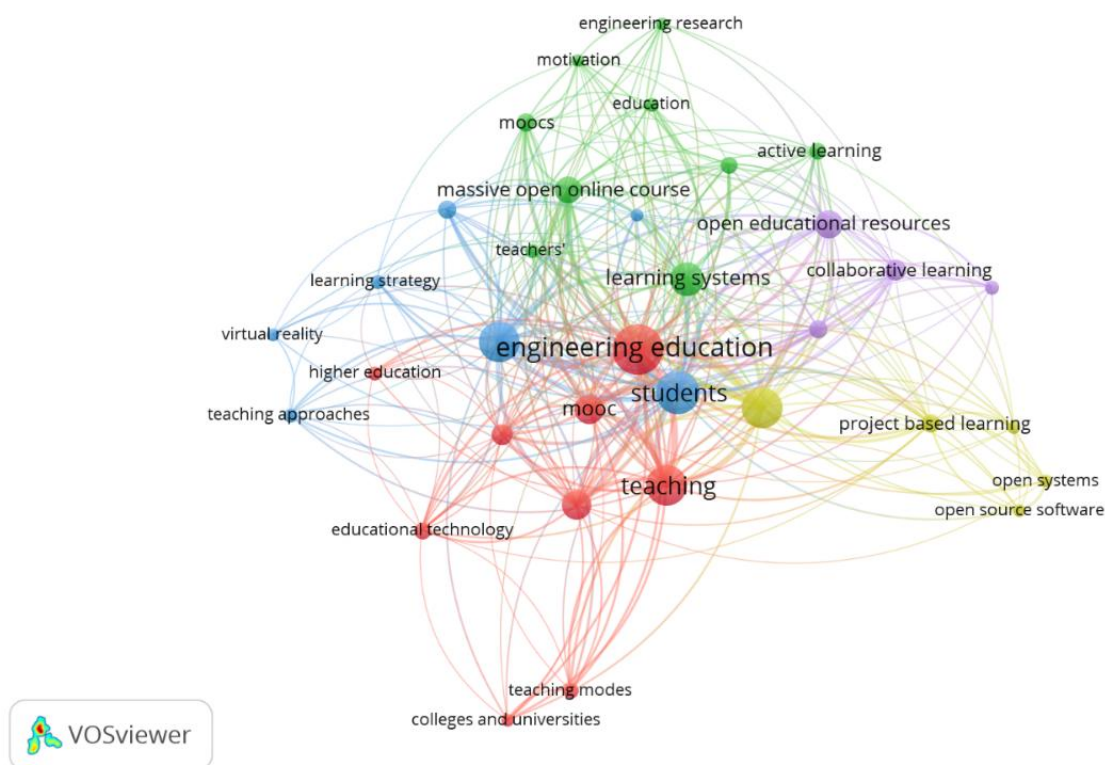 engineering research
motivation
education
moocs
active learning
massive open online course
open educational resources
teachers'
learning systems
collaborative learning
learning strategy
virtual reality
engineering education
higher education
students
teaching approaches
mooc
project based learning
teaching
open systems
open source software
educational technology
teaching modes
colleges and universities
VOSviewer